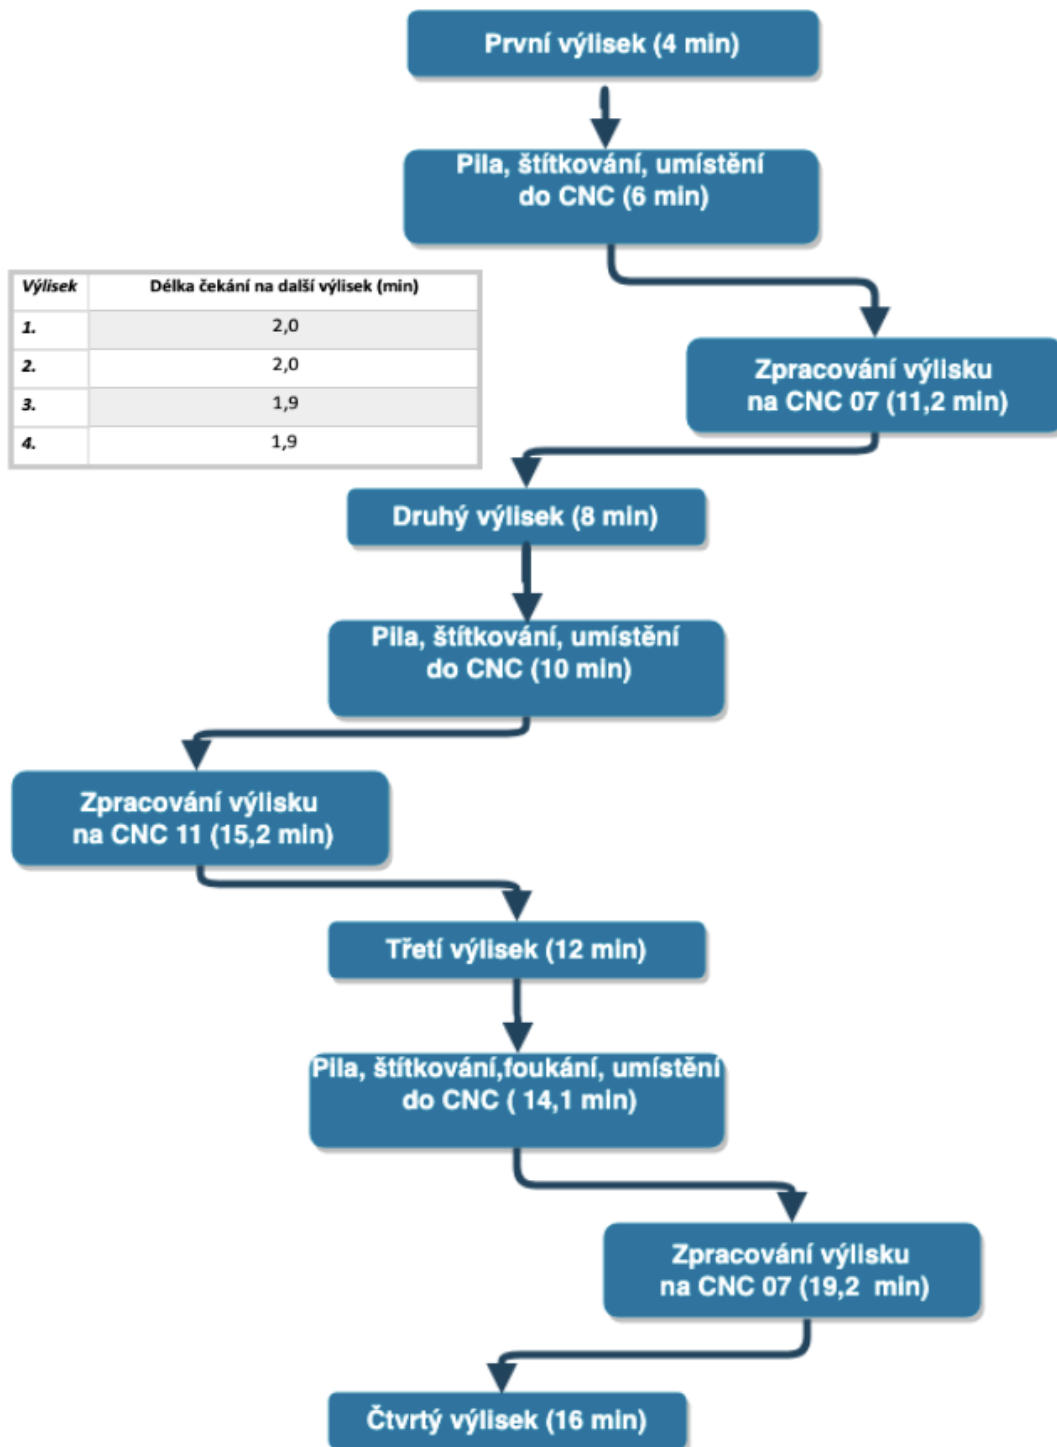 První výlisek (4 min)
Pila, štítkování, umístění
do CNC (6 min)
Výlisek Délka čekání na další výlisek (min)
1. 2,0
2. 2,0
3. 1,9
4. 1,9
Zpracování výlisku
na CNC 07 (11,2 min)
Druhý výlisek (8 min)
Pila, štítkování, umístění
do CNC (10 min)
Zpracování výlisku
na CNC 11 (15,2 min)
Třetí výlisek (12 min)
Pila, štítkování,foukání, umístění
do CNC ( 14,1 min)
Zpracování výlisku
na CNC 07 (19,2 min)
Čtvrtý výlisek (16 min)